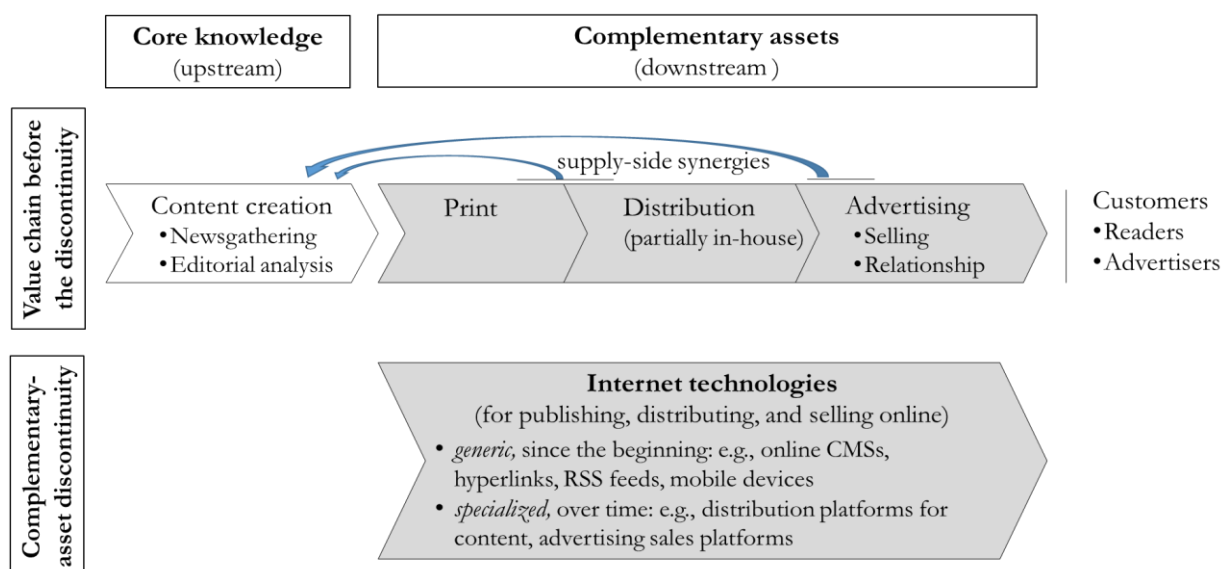 Core knowledge
(upstream)
Complementary assets
(downstream )
Value chain before
the discontinuity
supply-side synergies
Content creation
•Newsgathering
•Editorial analysis
Print
Distribution
(partially in-house)
Advertising
•Selling
•Relationship
Customers
•Readers
•Advertisers
Complementary-
asset discontinuity
Internet technologies
(for publishing, distributing, and selling online)
• generic, since the beginning: e.g., online CMSs,
hyperlinks, RSS feeds, mobile devices
• specialized, over time: e.g., distribution platforms for
content, advertising sales platforms